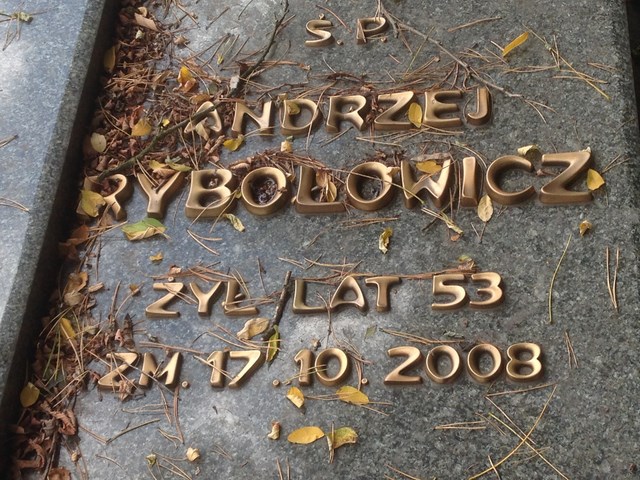 Ś.P
ANDRZEJ
RYBOŁOWICZ
ŻYŁ LAT 53
ZM. 17.10.2008